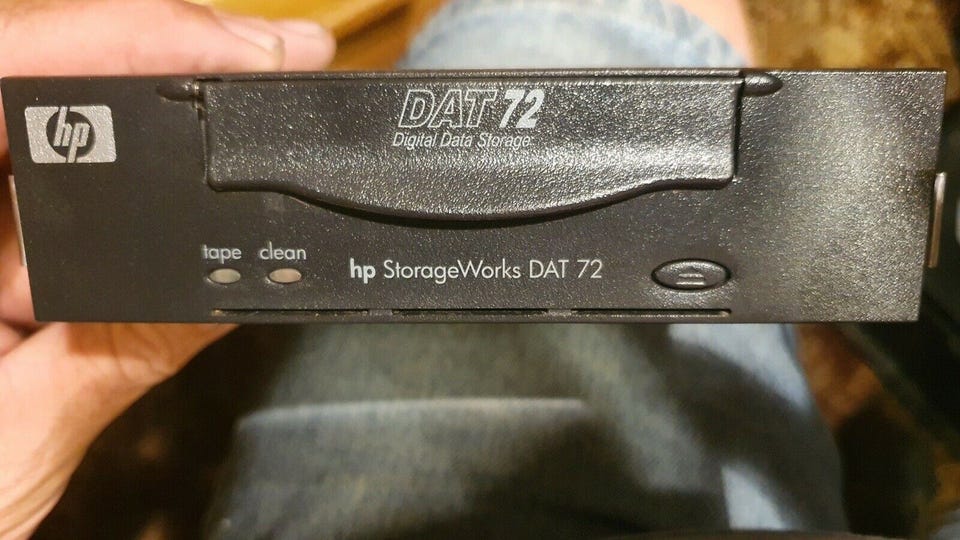 hp
DAT 72
Digital Data Storage
tape clean
hp StorageWorks DAT 72